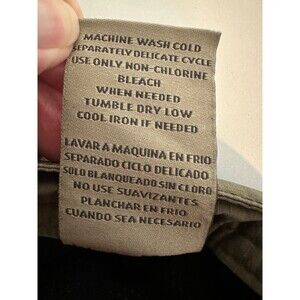 MACHINE WASH COLD
SEPARATELY DELICATE CYCLE
USE ONLY NON-CHLORINE
BLEACH
WHEN NEEDED
TUMBLE DRY LOW
COOL IRON IF NEEDED
LAVAR A MAQUINA EN FRIO
SEPARADO CICLO DELICADO
SOLO BLANQUEADO SIN CLORO
NO USE SUAVIZANTES
PLANCHAR EN FRIO
CUANDO SEA NECESARIO